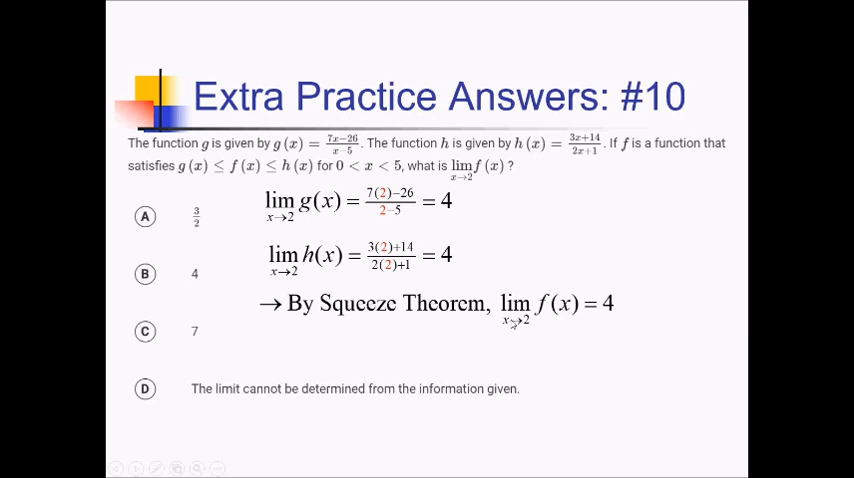 Extra Practice Answers: #10
The function g is given by g(x) = (7x−26)/(x−5). The function h is given by h(x) = (3x+14)/(2x+1). If f is a function that
satisfies g(x) ≤ f(x) ≤ h(x) for 0 < x < 5, what is lim x→2 f(x) ?
lim x→2 g(x) = (7(2)−26)/(2−5) = 4
A 3/2
lim x→2 h(x) = (3(2)+14)/(2(2)+1) = 4
B 4
→ By Squeeze Theorem, lim x→2 f(x) = 4
C 7
D The limit cannot be determined from the information given.